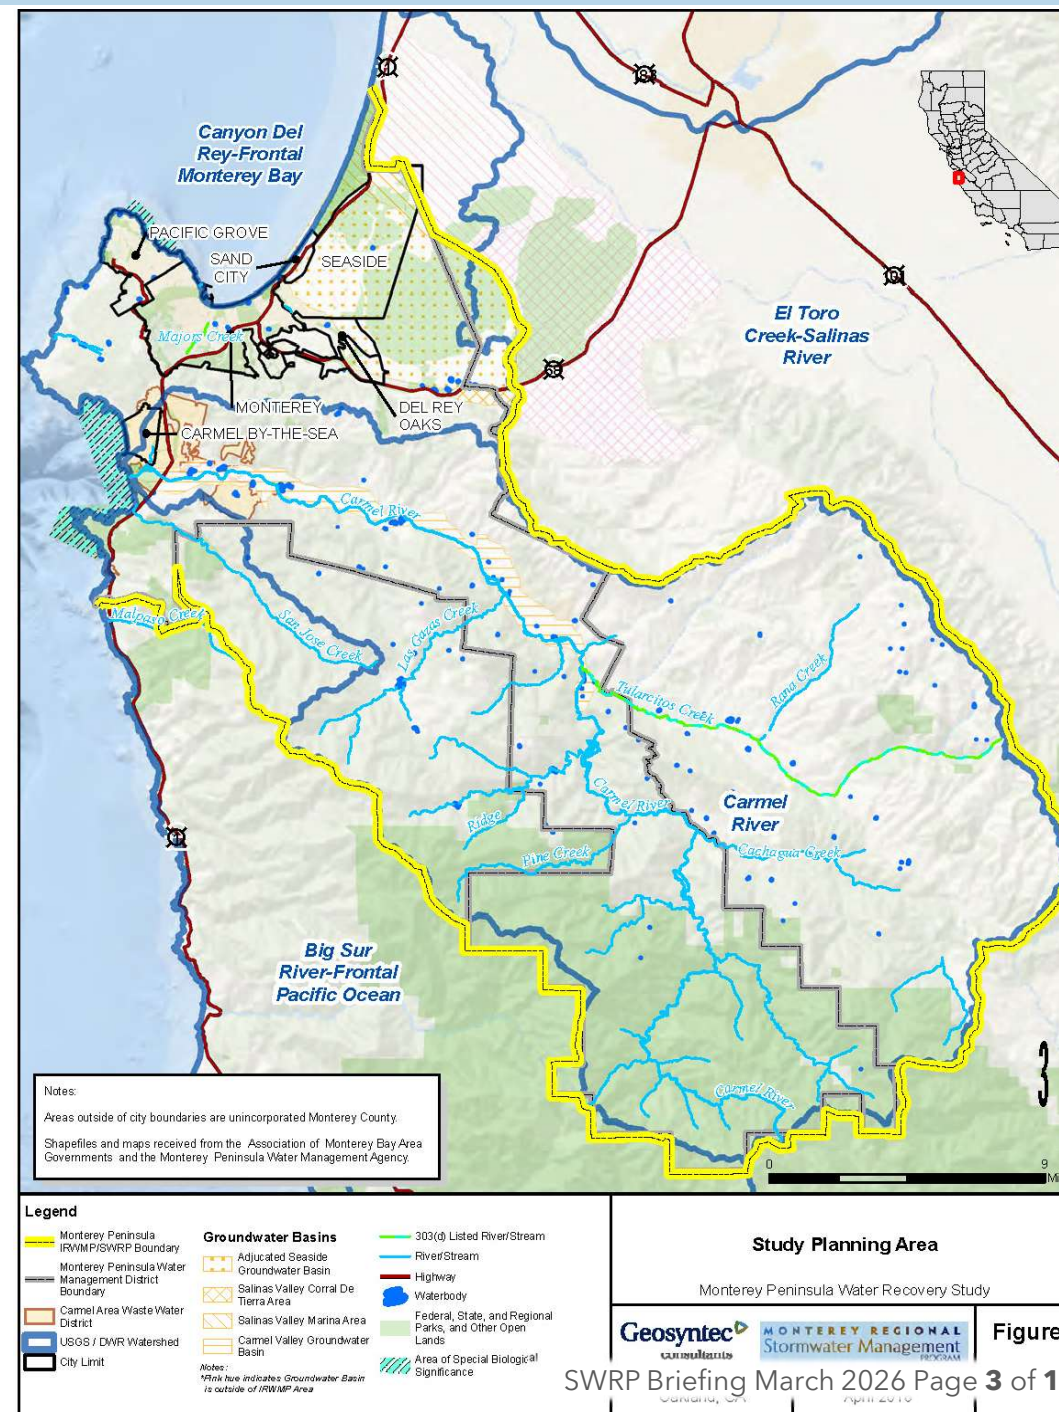 Canyon Del
Rey-Frontal
Monterey Bay
PACIFIC GROVE
SAND
CITY
SEASIDE
El Toro
Creek-Salinas
River
Majors Creek
MONTEREY
DEL REY
OAKS
CARMEL BY-THE-SEA
Carmel River
Malpaso Creek
San Jose Creek
Las Gazas Creek
Tularcitos Creek
Rana Creek
Carmel River
Carmel
River
Ridge
Pine Creek
Cachagua Creek
Big Sur
River-Frontal
Pacific Ocean
Carmel River
Notes:
Areas outside of city boundaries are unincorporated Monterey County.
Shapefiles and maps received from the Association of Monterey Bay Area
Governments and the Monterey Peninsula Water Management Agency.
0
9
Legend
Monterey Peninsula
IRWMP/SWRP Boundary
Monterey Peninsula Water
Management District
Boundary
Carmel Area Waste Water
District
USGS / DWR Watershed
City Limit
Groundwater Basins
Adjucated Seaside
Groundwater Basin
Salinas Valley Corral De
Tierra Area
Salinas Valley Marina Area
Carmel Valley Groundwater
Basin
Notes:
*Pink hue indicates Groundwater Basin
is outside of IRWMP Area
303(d) Listed River/Stream
River/Stream
Highway
Waterbody
Federal, State, and Regional
Parks, and Other Open
Lands
Area of Special Biological
Significance
Study Planning Area
Monterey Peninsula Water Recovery Study
Geosyntec
consultants
MONTEREY REGIONAL
Stormwater Management
PROGRAM
Figure
SWRP Briefing March 2026 Page 3 of 1